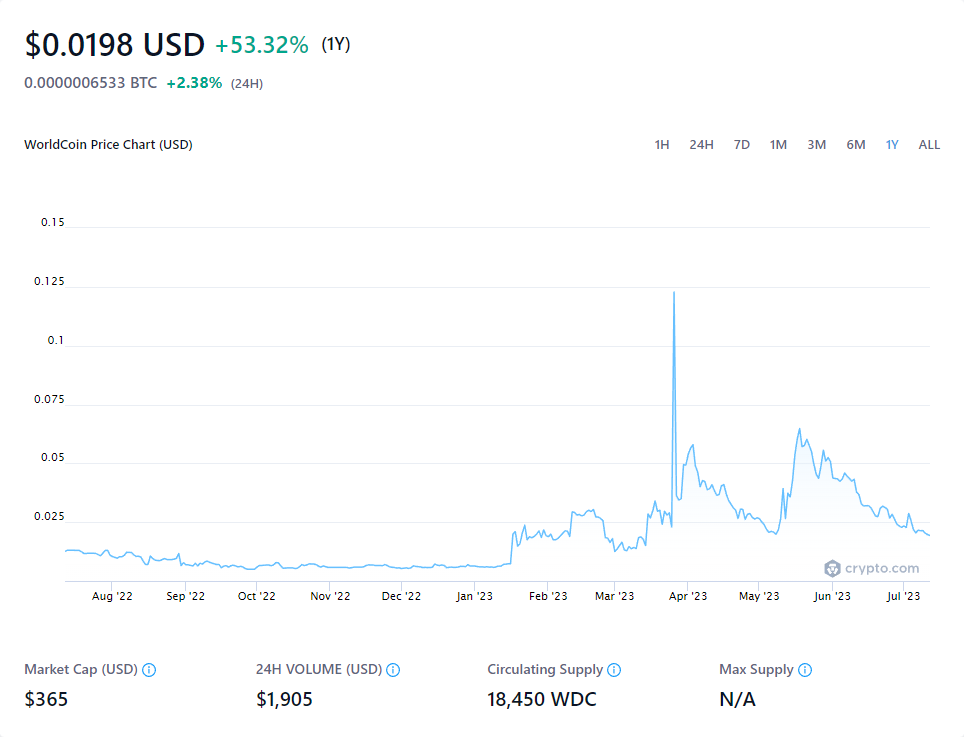 $0.0198 USD +53.32% (1Y)
0.0000006533 BTC +2.38% (24H)
WorldCoin Price Chart (USD) 1H 24H 7D 1M 3M 6M 1Y ALL
0.15
0.125
0.1
0.075
0.05
0.025
crypto.com
Aug '22 Sep '22 Oct '22 Nov '22 Dec '22 Jan '23 Feb '23 Mar '23 Apr '23 May '23 Jun '23 Jul '23
Market Cap (USD) 24H VOLUME (USD) Circulating Supply Max Supply
$365 $1,905 18,450 WDC N/A